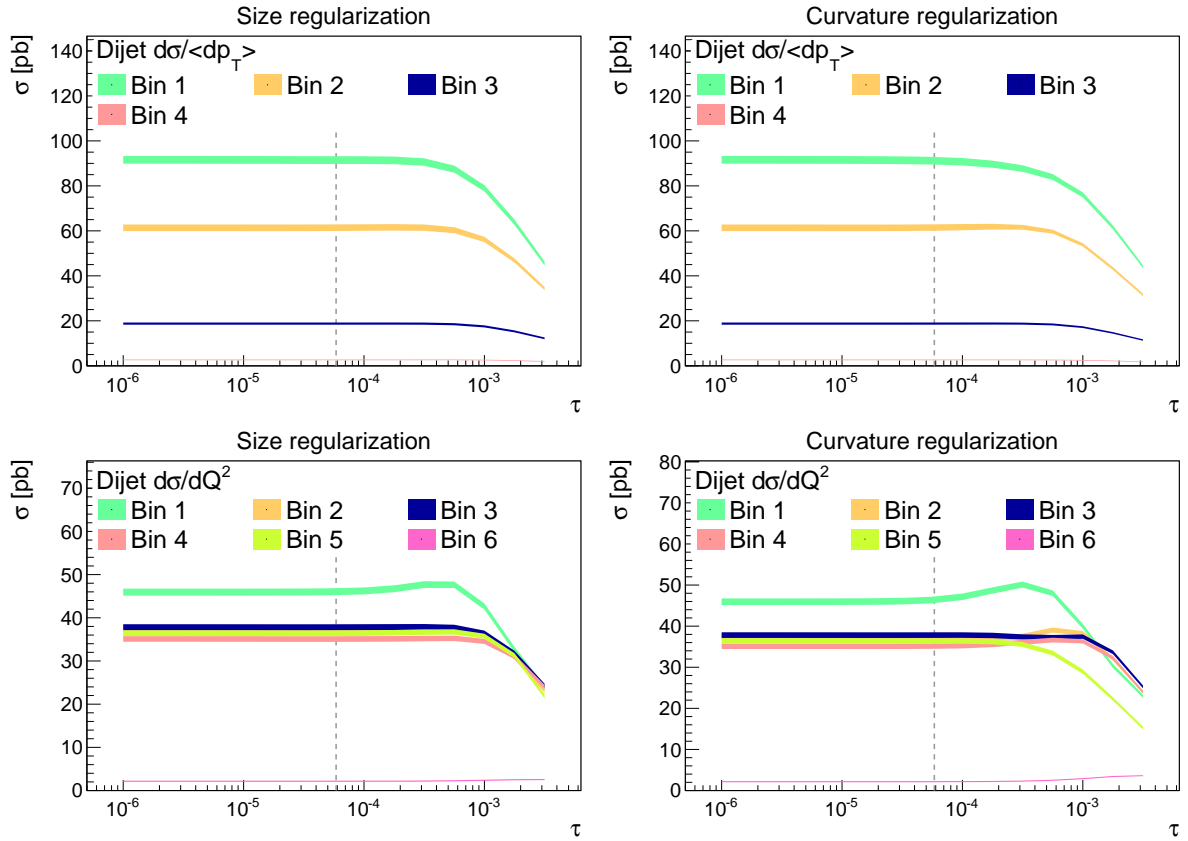 Size regularization
σ [pb]
Dijet dσ/<dp_T>
Bin 1 Bin 2 Bin 3
Bin 4
140
120
100
80
60
40
20
0
10^-6 10^-5 10^-4 10^-3
τ
Curvature regularization
σ [pb]
Dijet dσ/<dp_T>
Bin 1 Bin 2 Bin 3
Bin 4
140
120
100
80
60
40
20
0
10^-6 10^-5 10^-4 10^-3
τ
Size regularization
σ [pb]
Dijet dσ/dQ^2
Bin 1 Bin 2 Bin 3
Bin 4 Bin 5 Bin 6
70
60
50
40
30
20
10
0
10^-6 10^-5 10^-4 10^-3
τ
Curvature regularization
σ [pb]
Dijet dσ/dQ^2
Bin 1 Bin 2 Bin 3
Bin 4 Bin 5 Bin 6
80
70
60
50
40
30
20
10
0
10^-6 10^-5 10^-4 10^-3
τ